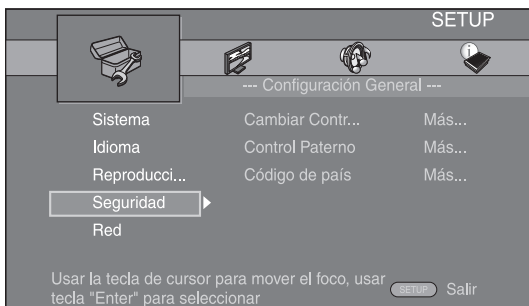 SETUP
--- Configuración General ---
Sistema
Cambiar Contr... Más...
Idioma
Control Paterno Más...
Reproducci...
Código de país Más...
Seguridad
Red
Usar la tecla de cursor para mover el foco, usar
tecla "Enter" para seleccionar
SETUP Salir